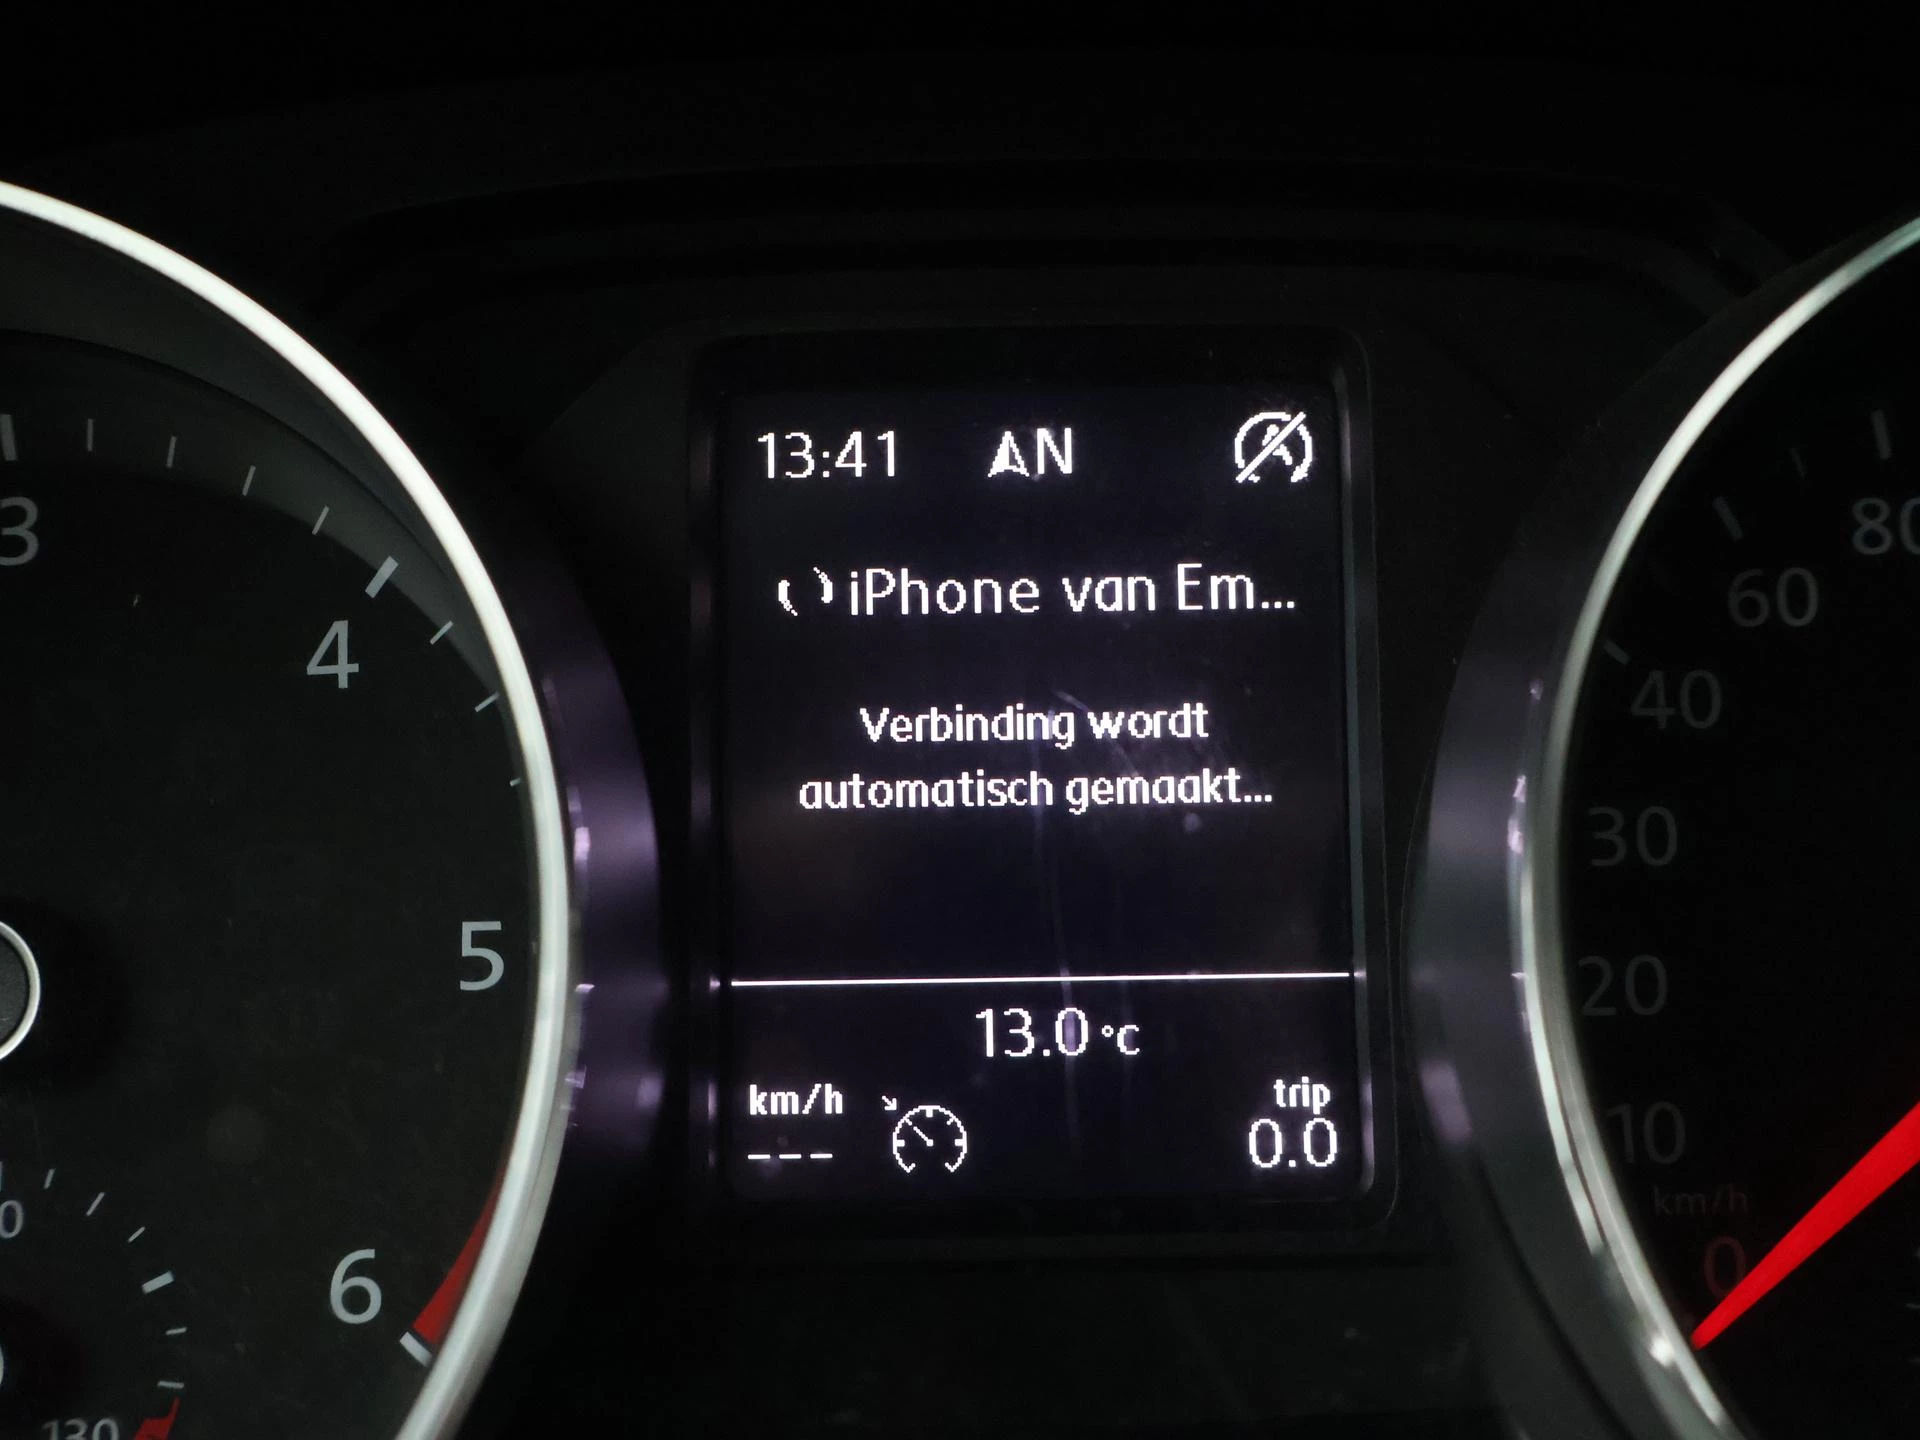 13:41 N
iPhone van Em...
Verbinding wordt
automatisch gemaakt...
13.0 °C
km/h
---
trip
0.0
3
4
5
6
130
80
60
40
30
20
10
km/h
0